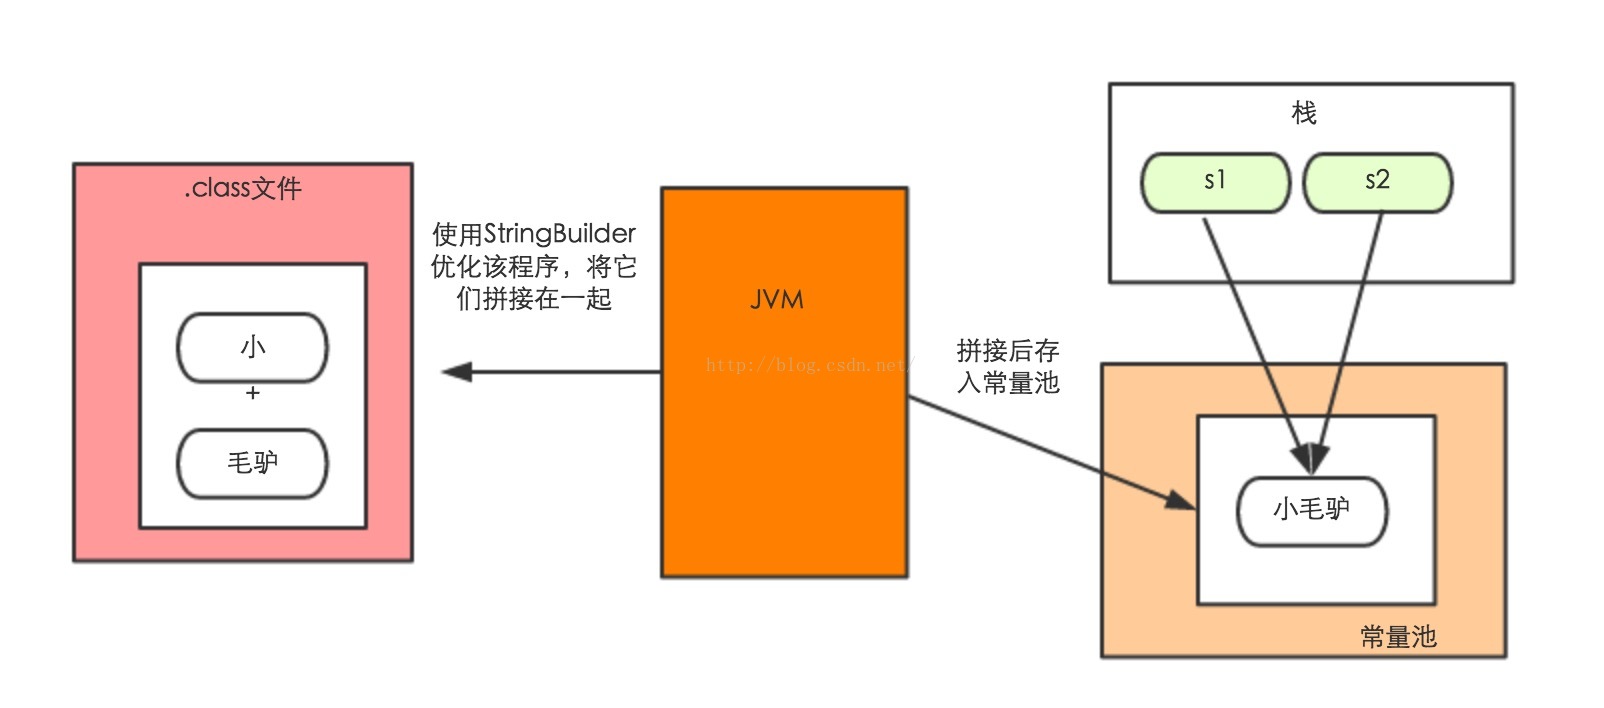 .class文件
小
+
毛驴
使用StringBuilder
优化该程序，将它
们拼接在一起
JVM
http://blog.csdn.net/
拼接后存
入常量池
栈
s1
s2
小毛驴
常量池